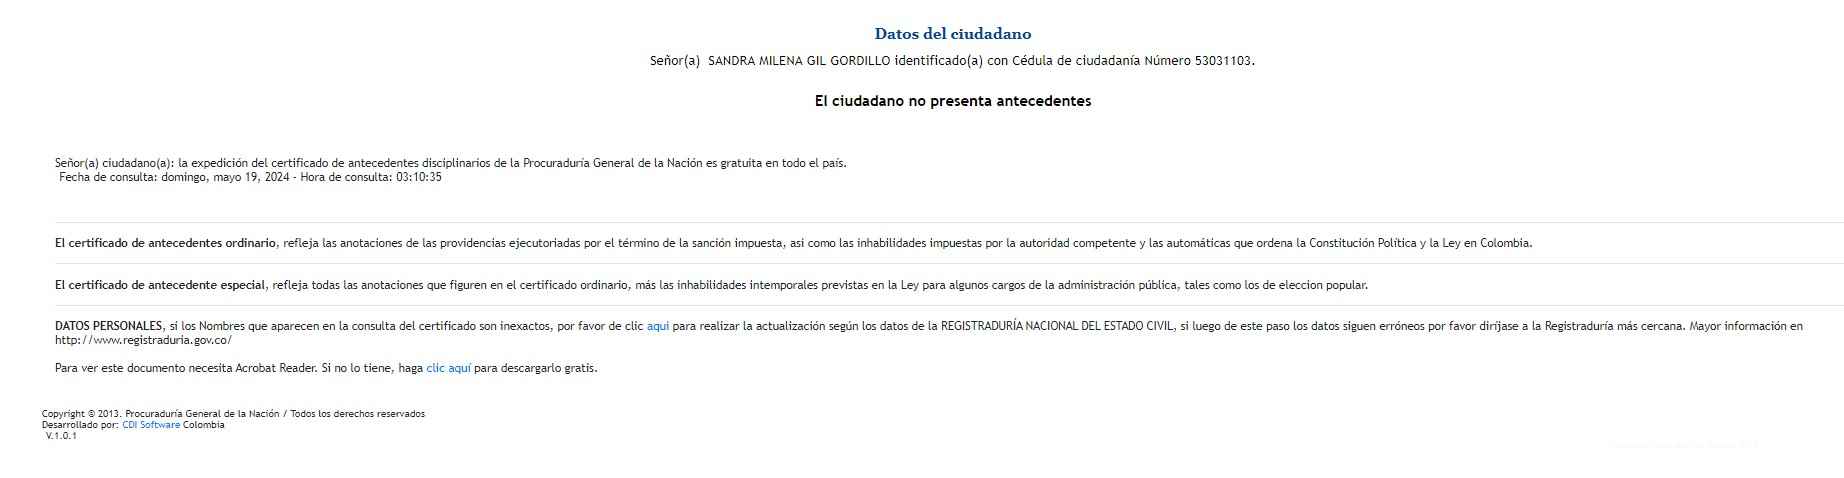 Datos del ciudadano
Señor(a) SANDRA MILENA GIL GORDILLO identificado(a) con Cédula de ciudadanía Número 53031103.
El ciudadano no presenta antecedentes
Señor(a) ciudadano(a): la expedición del certificado de antecedentes disciplinarios de la Procuraduría General de la Nación es gratuita en todo el país.
Fecha de consulta: domingo, mayo 19, 2024 - Hora de consulta: 03:10:35
El certificado de antecedentes ordinario, refleja las anotaciones de las providencias ejecutoriadas por el término de la sanción impuesta, asi como las inhabilidades impuestas por la autoridad competente y las automáticas que ordena la Constitución Política y la Ley en Colombia.
El certificado de antecedente especial, refleja todas las anotaciones que figuren en el certificado ordinario, más las inhabilidades intemporales previstas en la Ley para algunos cargos de la administración pública, tales como los de eleccion popular.
DATOS PERSONALES, si los Nombres que aparecen en la consulta del certificado son inexactos, por favor de clic aqui para realizar la actualización según los datos de la REGISTRADURÍA NACIONAL DEL ESTADO CIVIL, si luego de este paso los datos siguen erróneos por favor diríjase a la Registraduría más cercana. Mayor información en
http://www.registraduria.gov.co/
Para ver este documento necesita Acrobat Reader. Si no lo tiene, haga clic aquí para descargarlo gratis.
Copyright © 2013. Procuraduría General de la Nación / Todos los derechos reservados
Desarrollado por: CDI Software Colombia
V.1.0.1